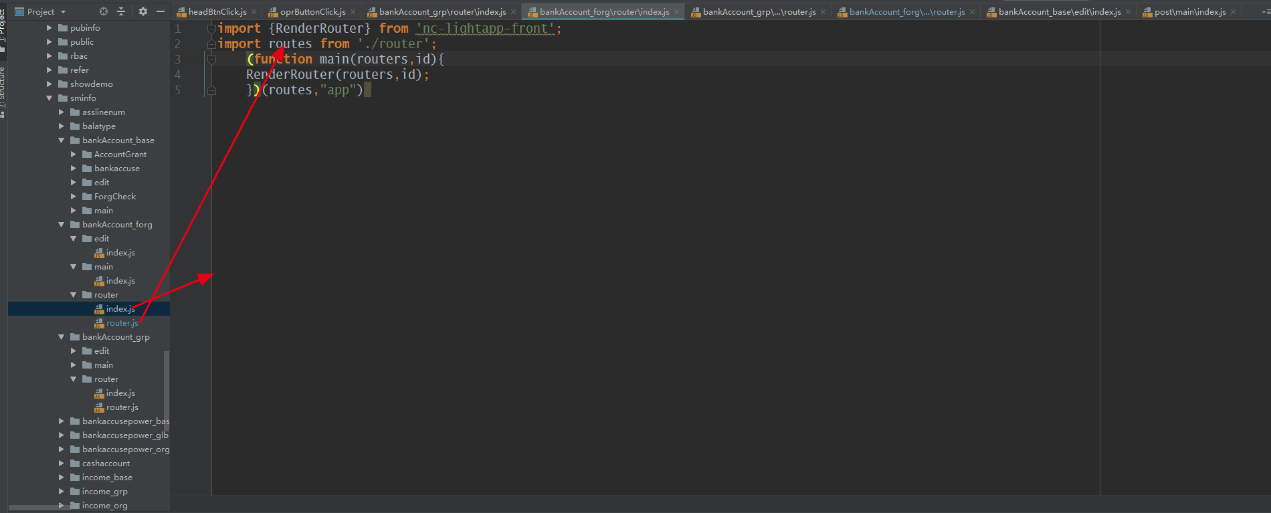 Project
headBtnClick.js
oprButtonClick.js
bankAccount_grp\router\index.js
bankAccount_forg\router\index.js
bankAccount_grp\...\router.js
bankAccount_forg\...\router.js
bankAccount_base\edit\index.js
post\main\index.js
pubinfo
public
rbac
refer
showdemo
sminfo
asslinenum
balatype
bankAccount_base
AccountGrant
bankaccuse
edit
ForgCheck
main
bankAccount_forg
edit
index.js
main
index.js
router
index.js
router.js
bankAccount_grp
edit
main
router
index.js
router.js
bankaccusepower_bas
bankaccusepower_glb
bankaccusepower_org
cashaccount
income_base
income_grp
income_org
1 import {RenderRouter} from 'nc-lightapp-front';
2 import routes from './router';
3 (function main(routers,id){
4 RenderRouter(routers,id);
5 })(routes,"app")